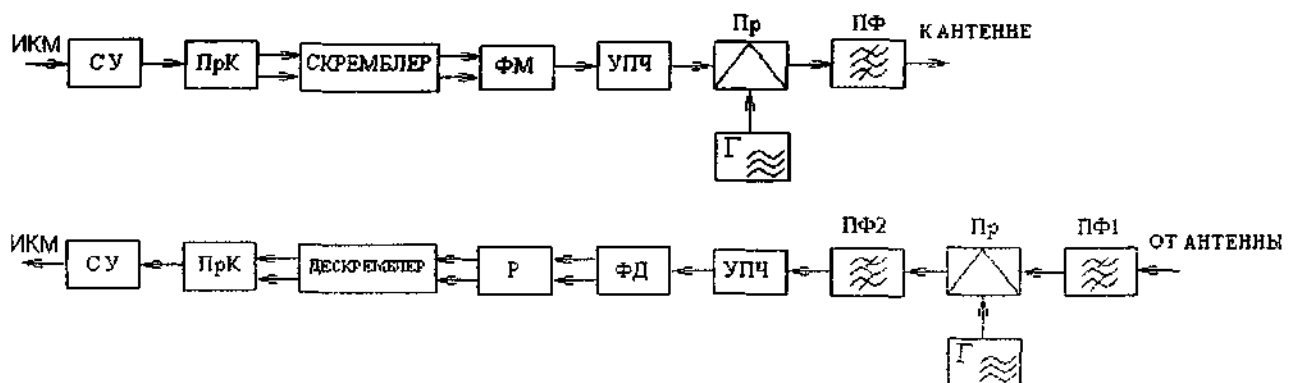 ИКМ
СУ
ПрК
СКРЕМБЛЕР
ФМ
УПЧ
Пр
ПФ
К АНТЕННЕ
Г
ИКМ
СУ
ПрК
ДЕСКРЕМБЛЕР
Р
ФД
УПЧ
ПФ2
Пр
ПФ1
ОТ АНТЕННЫ
Г